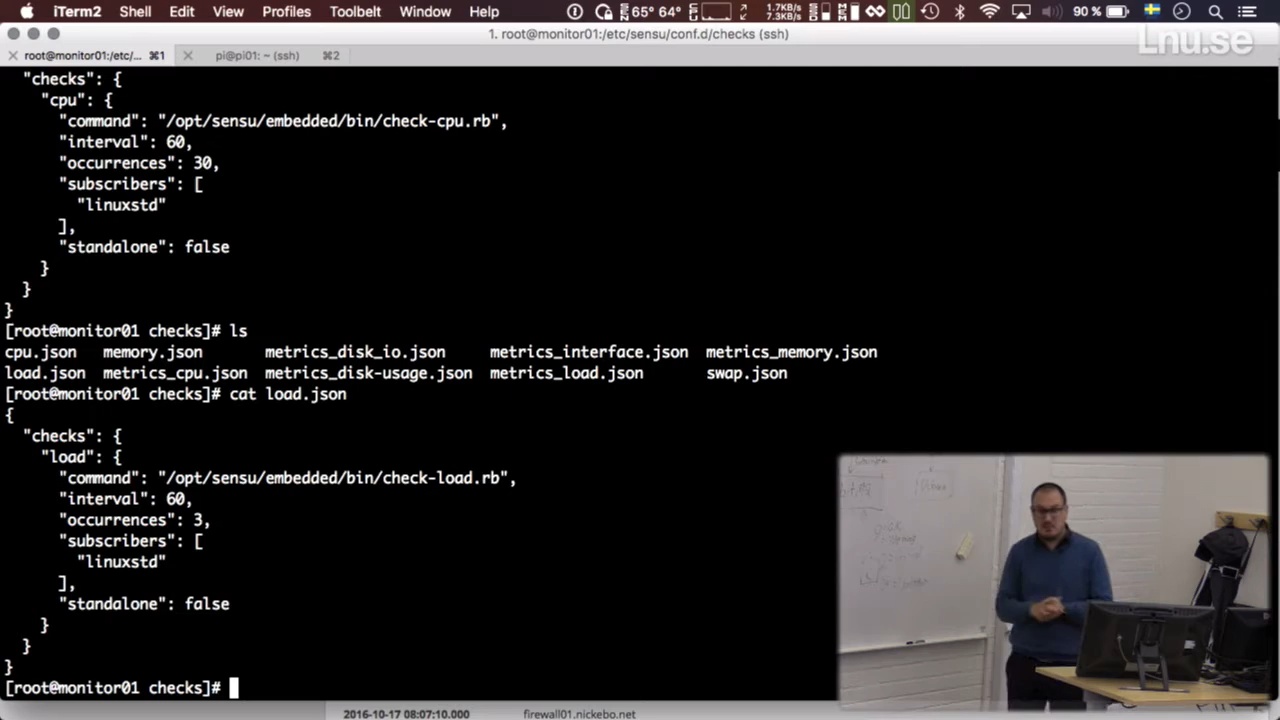 iTerm2 Shell Edit View Profiles Toolbelt Window Help 65° 64° 1.7KB/s 7.3KB/s 90 %
1. root@monitor01:/etc/sensu/conf.d/checks (ssh)
Lnu.se
root@monitor01:/etc/... ⌘1 pi@pi01: ~ (ssh) ⌘2
"checks": {
"cpu": {
"command": "/opt/sensu/embedded/bin/check-cpu.rb",
"interval": 60,
"occurrences": 30,
"subscribers": [
"linuxstd"
],
"standalone": false
}
}
}
[root@monitor01 checks]# ls
cpu.json memory.json metrics_disk_io.json metrics_interface.json metrics_memory.json
load.json metrics_cpu.json metrics_disk-usage.json metrics_load.json swap.json
[root@monitor01 checks]# cat load.json
{
"checks": {
"load": {
"command": "/opt/sensu/embedded/bin/check-load.rb",
"interval": 60,
"occurrences": 3,
"subscribers": [
"linuxstd"
],
"standalone": false
}
}
}
[root@monitor01 checks]#
2016-10-17 08:07:10.000 firewall01.nickebo.net